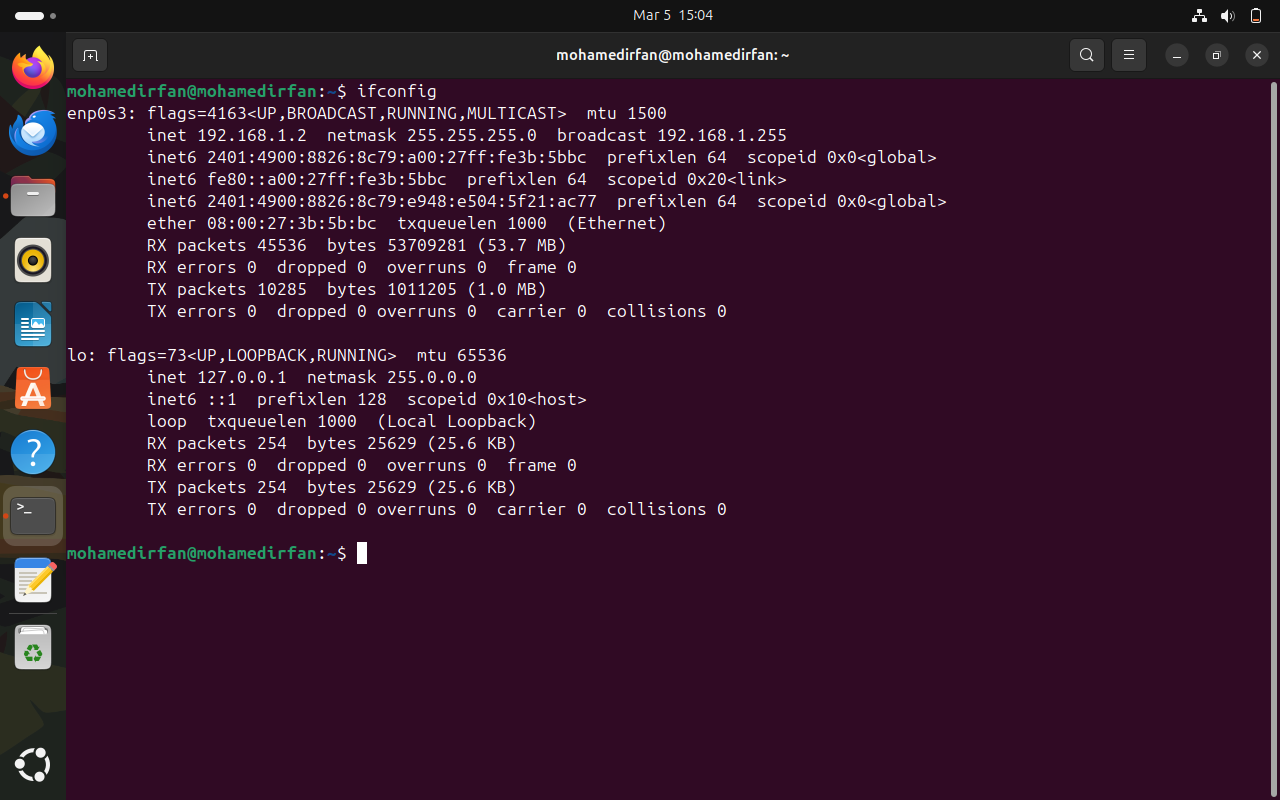 Mar 5 15:04
mohamedirfan@mohamedirfan: ~
mohamedirfan@mohamedirfan:~$ ifconfig
enp0s3: flags=4163<UP,BROADCAST,RUNNING,MULTICAST>  mtu 1500
        inet 192.168.1.2  netmask 255.255.255.0  broadcast 192.168.1.255
        inet6 2401:4900:8826:8c79:a00:27ff:fe3b:5bbc  prefixlen 64  scopeid 0x0<global>
        inet6 fe80::a00:27ff:fe3b:5bbc  prefixlen 64  scopeid 0x20<link>
        inet6 2401:4900:8826:8c79:e948:e504:5f21:ac77  prefixlen 64  scopeid 0x0<global>
        ether 08:00:27:3b:5b:bc  txqueuelen 1000  (Ethernet)
        RX packets 45536  bytes 53709281 (53.7 MB)
        RX errors 0  dropped 0  overruns 0  frame 0
        TX packets 10285  bytes 1011205 (1.0 MB)
        TX errors 0  dropped 0 overruns 0  carrier 0  collisions 0

lo: flags=73<UP,LOOPBACK,RUNNING>  mtu 65536
        inet 127.0.0.1  netmask 255.0.0.0
        inet6 ::1  prefixlen 128  scopeid 0x10<host>
        loop  txqueuelen 1000  (Local Loopback)
        RX packets 254  bytes 25629 (25.6 KB)
        RX errors 0  dropped 0  overruns 0  frame 0
        TX packets 254  bytes 25629 (25.6 KB)
        TX errors 0  dropped 0 overruns 0  carrier 0  collisions 0

mohamedirfan@mohamedirfan:~$